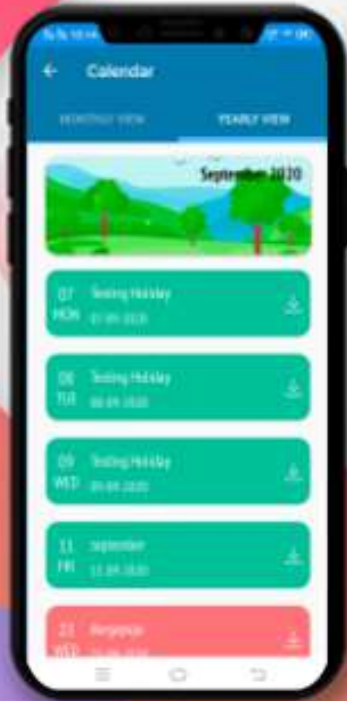 Calendar
MONTHLY VIEW
YEARLY VIEW
September 2020
07
MON
Testing Holiday
07-09-2020
08
TUE
Testing Holiday
08-09-2020
09
WED
Testing Holiday
09-09-2020
11
FRI
september
11-09-2020
WED